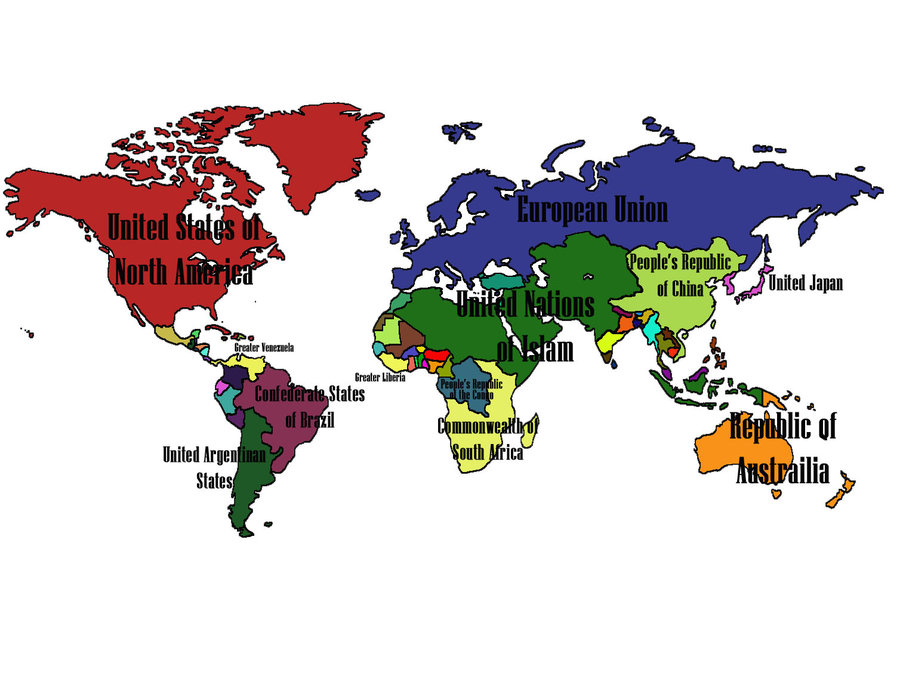 United States of
North America
European Union
People's Republic
of China
United Japan
United Nations
of Islam
Greater Venezuela
Greater Liberia
People's Republic
of the Congo
Confederate States
of Brazil
Commonwealth of
South Africa
Republic of
Austrailia
United Argentinan
States